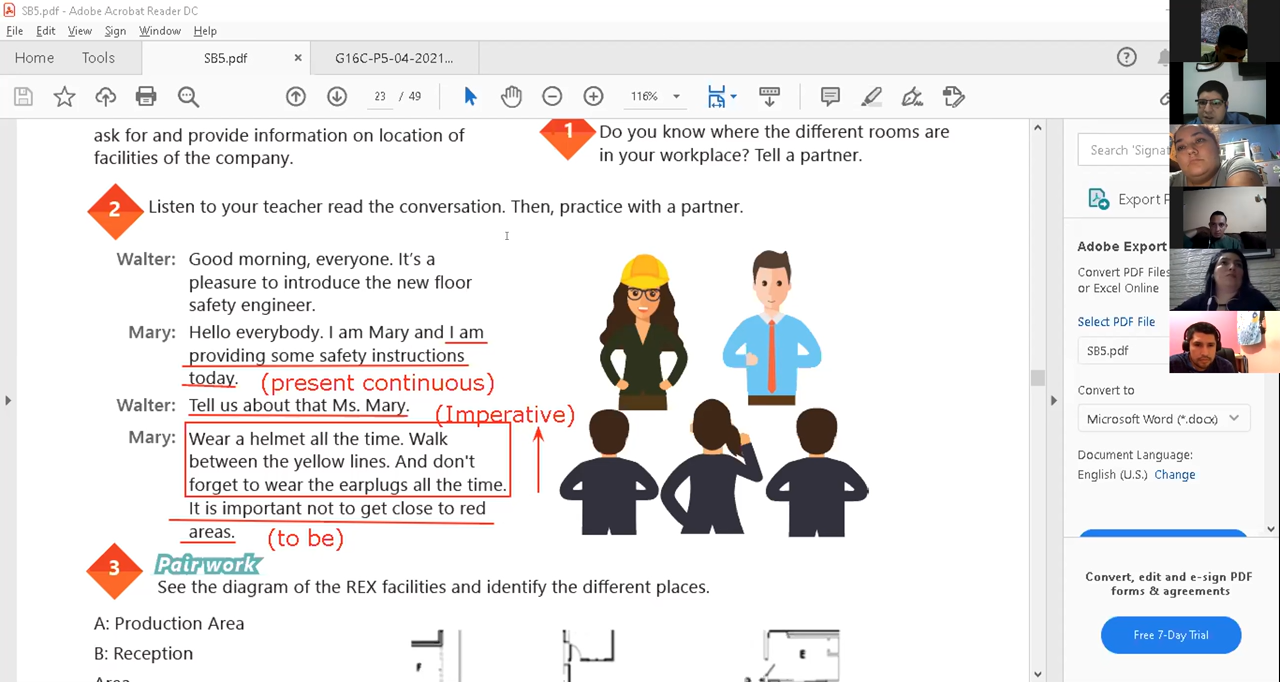 SB5.pdf - Adobe Acrobat Reader DC
File Edit View Sign Window Help
Home Tools SB5.pdf × G16C-P5-04-2021...
23 / 49 116%
ask for and provide information on location of
facilities of the company.
1 Do you know where the different rooms are
in your workplace? Tell a partner.
2 Listen to your teacher read the conversation. Then, practice with a partner.
Walter: Good morning, everyone. It's a
pleasure to introduce the new floor
safety engineer.
Mary: Hello everybody. I am Mary and I am
providing some safety instructions
today. (present continuous)
Walter: Tell us about that Ms. Mary. (Imperative)
Mary: Wear a helmet all the time. Walk
between the yellow lines. And don't
forget to wear the earplugs all the time.
It is important not to get close to red
areas. (to be)
3 Pair work
See the diagram of the REX facilities and identify the different places.
A: Production Area
B: Reception
F
E
Search 'Signat
Export P
Adobe Export
Convert PDF Files
or Excel Online
Select PDF File
SB5.pdf
Convert to
Microsoft Word (*.docx)
Document Language:
English (U.S.) Change
Convert, edit and e-sign PDF
forms & agreements
Free 7-Day Trial